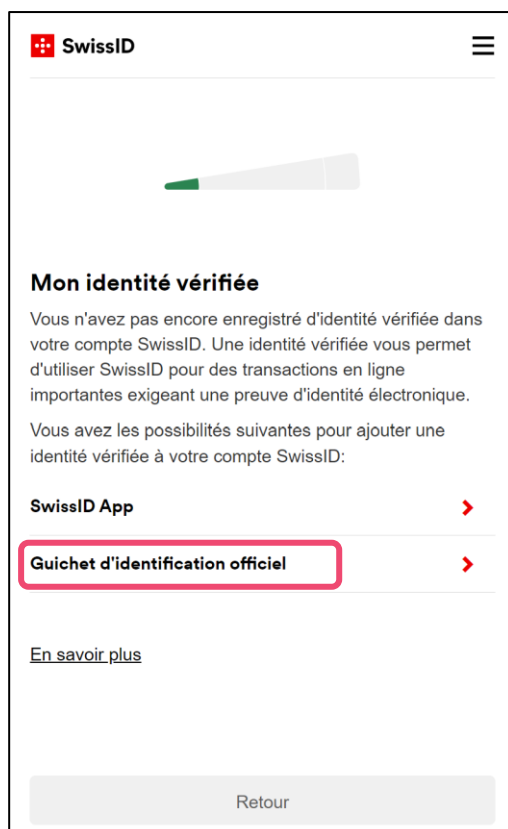 SwissID
Mon identité vérifiée
Vous n'avez pas encore enregistré d'identité vérifiée dans
votre compte SwissID. Une identité vérifiée vous permet
d'utiliser SwissID pour des transactions en ligne
importantes exigeant une preuve d'identité électronique.
Vous avez les possibilités suivantes pour ajouter une
identité vérifiée à votre compte SwissID:
SwissID App
Guichet d'identification officiel
En savoir plus
Retour